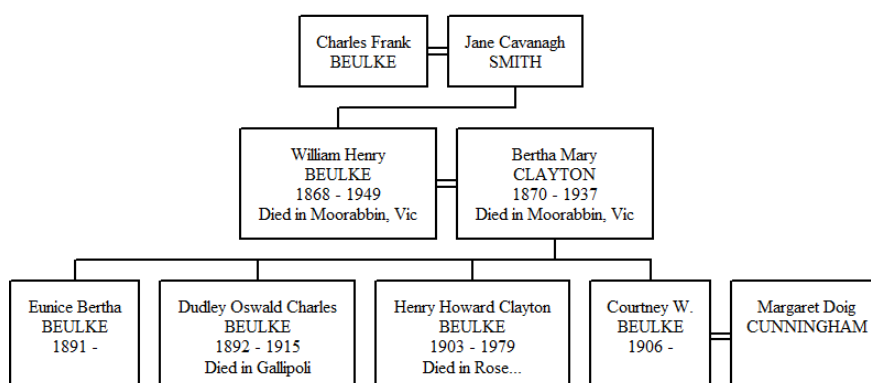 Charles Frank
BEULKE
Jane Cavanagh
SMITH
William Henry
BEULKE
1868 - 1949
Died in Moorabbin, Vic
Bertha Mary
CLAYTON
1870 - 1937
Died in Moorabbin, Vic
Eunice Bertha
BEULKE
1891 -
Dudley Oswald Charles
BEULKE
1892 - 1915
Died in Gallipoli
Henry Howard Clayton
BEULKE
1903 - 1979
Died in Rose...
Courtney W.
BEULKE
1906 -
Margaret Doig
CUNNINGHAM